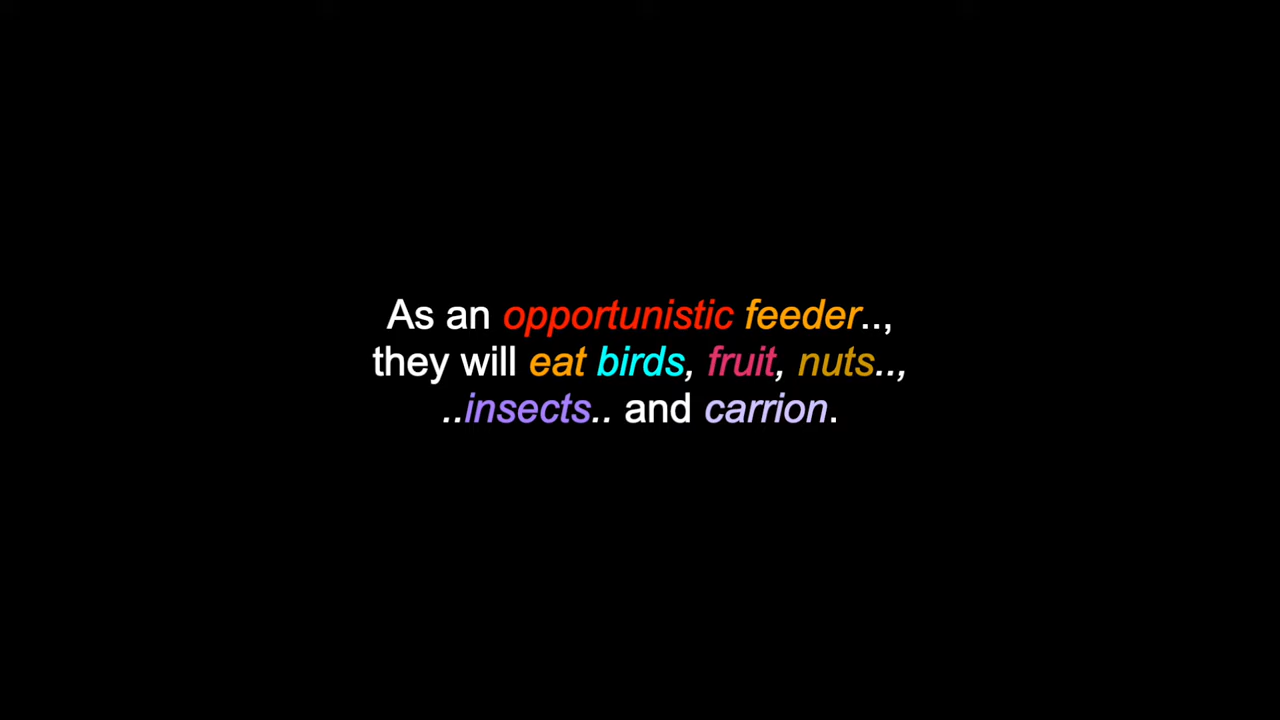 As an opportunistic feeder..,
they will eat birds, fruit, nuts..,
..insects.. and carrion.